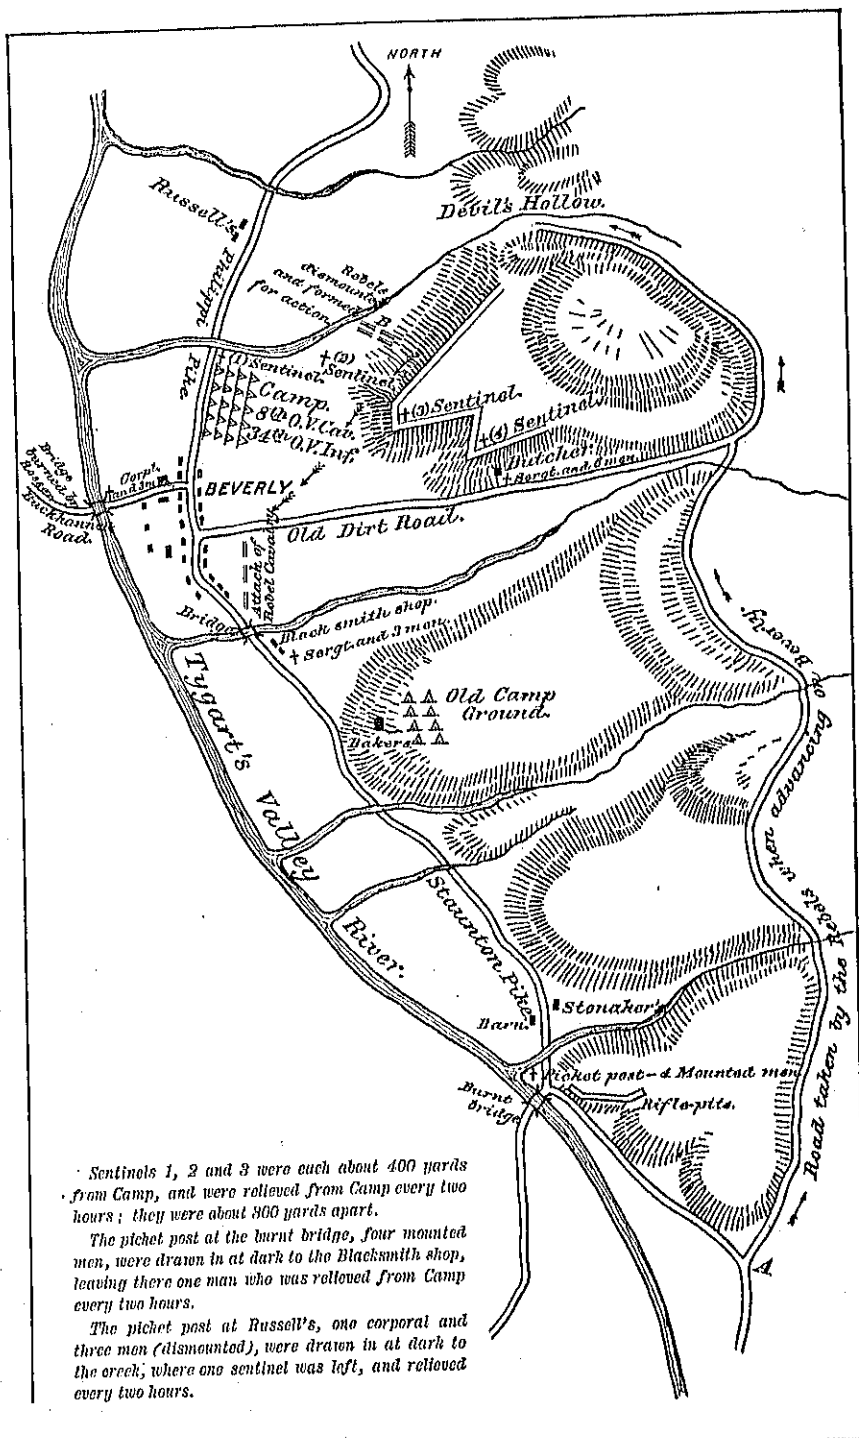 NORTH
Devil's Hollow.
Russell's
Philippi Pike
Rebels
dismounted
and formed
for action
B
(1) Sentinel.
(2)
Sentinel
Camp.
8th O.V. Cav.
34th O.V. Inf.
(3) Sentinel.
(4) Sentinel.
Butcher.
Sergt. and 6 men.
Bridge
burned by
Buckhannon
Road.
Corpl.
and 3 men
BEVERLY
Old Dirt Road.
Attack of
Rebel Cavalry.
Bridge
Black smith shop.
Sergt. and 3 men.
Old Camp
Ground.
Bakers
Tygart's Valley River.
Staunton Pike
Road taken by the Rebels when advancing on Beverly.
Stonaker's
Barn.
Picket post-4 Mounted men
Burnt
bridge
Rifle-pits.
A
Sentinels 1, 2 and 3 were each about 400 yards
from Camp, and were relieved from Camp every two
hours; they were about 300 yards apart.
The picket post at the burnt bridge, four mounted
men, were drawn in at dark to the Blacksmith shop,
leaving there one man who was relieved from Camp
every two hours.
The picket post at Russell's, one corporal and
three men (dismounted), were drawn in at dark to
the creek, where one sentinel was left, and relieved
every two hours.